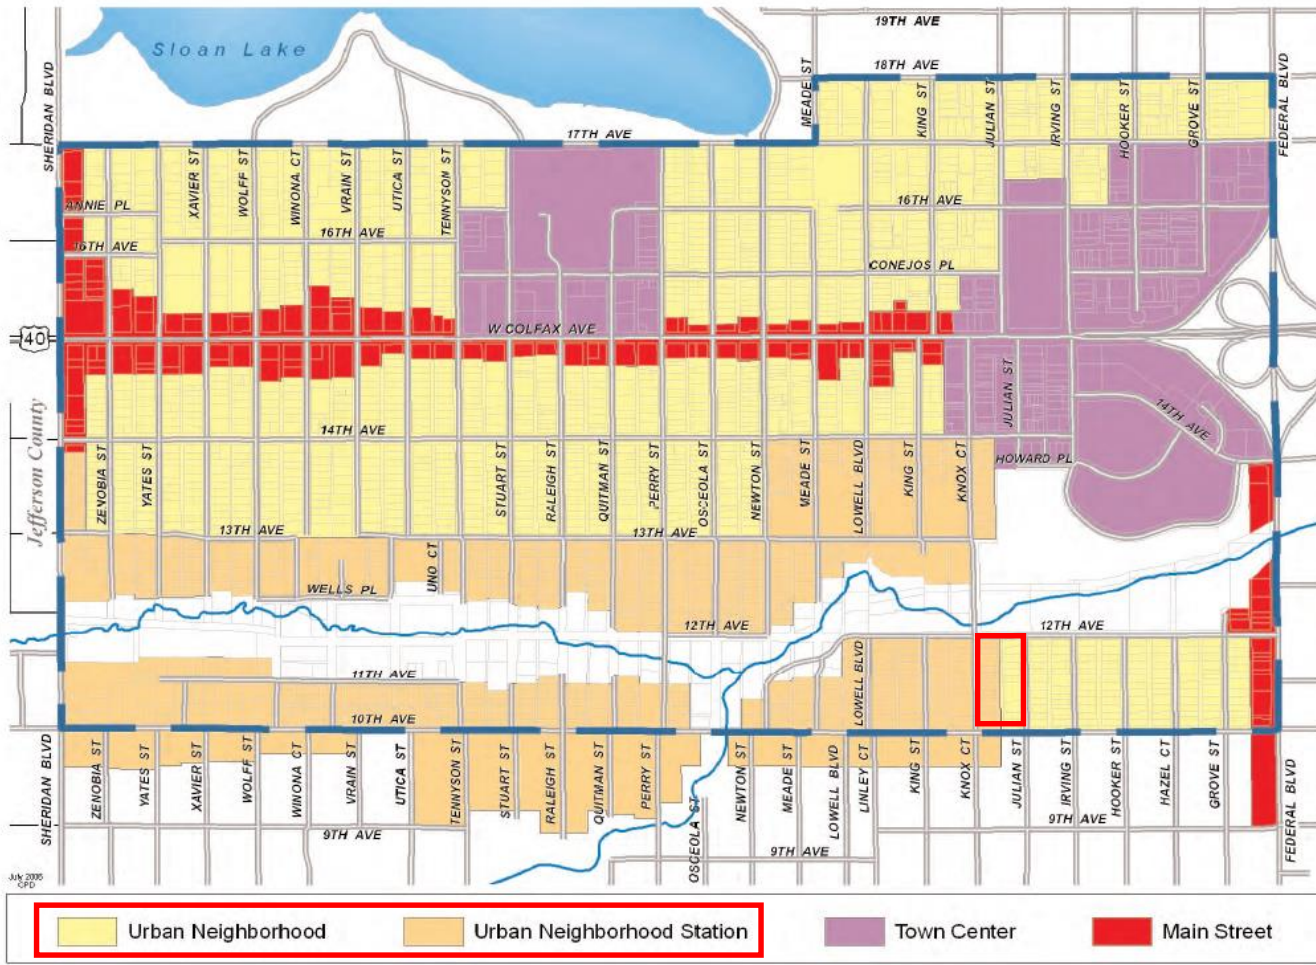 19TH AVE
Sloan Lake
18TH AVE
SHERIDAN BLVD
MEADE ST
KING ST
JULIAN ST
IRVING ST
HOOKER ST
GROVE ST
FEDERAL BLVD
17TH AVE
XAVIER ST
WOLFF ST
WINONA CT
VRAIN ST
UTICA ST
TENNYSON ST
ANNIE PL
16TH AVE
16TH AVE
16TH AVE
CONEJOS PL
W COLFAX AVE
40
JULIAN ST
14TH AVE
Jefferson County
14TH AVE
HOWARD PL
ZENOBIA ST
YATES ST
STUART ST
RALEIGH ST
QUITMAN ST
PERRY ST
OSCEOLA ST
NEWTON ST
MEADE ST
LOWELL BLVD
KING ST
KNOX CT
13TH AVE
13TH AVE
UNO CT
WELLS PL
12TH AVE
12TH AVE
11TH AVE
LOWELL BLVD
10TH AVE
SHERIDAN BLVD
ZENOBIA ST
YATES ST
XAVIER ST
WOLFF ST
WINONA CT
VRAIN ST
UTICA ST
TENNYSON ST
STUART ST
RALEIGH ST
QUITMAN ST
PERRY ST
OSCEOLA ST
NEWTON ST
MEADE ST
LOWELL BLVD
LINLEY CT
KING ST
KNOX CT
JULIAN ST
IRVING ST
HOOKER ST
HAZEL CT
GROVE ST
FEDERAL BLVD
9TH AVE
9TH AVE
9TH AVE
July 2006
CPD
Urban Neighborhood
Urban Neighborhood Station
Town Center
Main Street